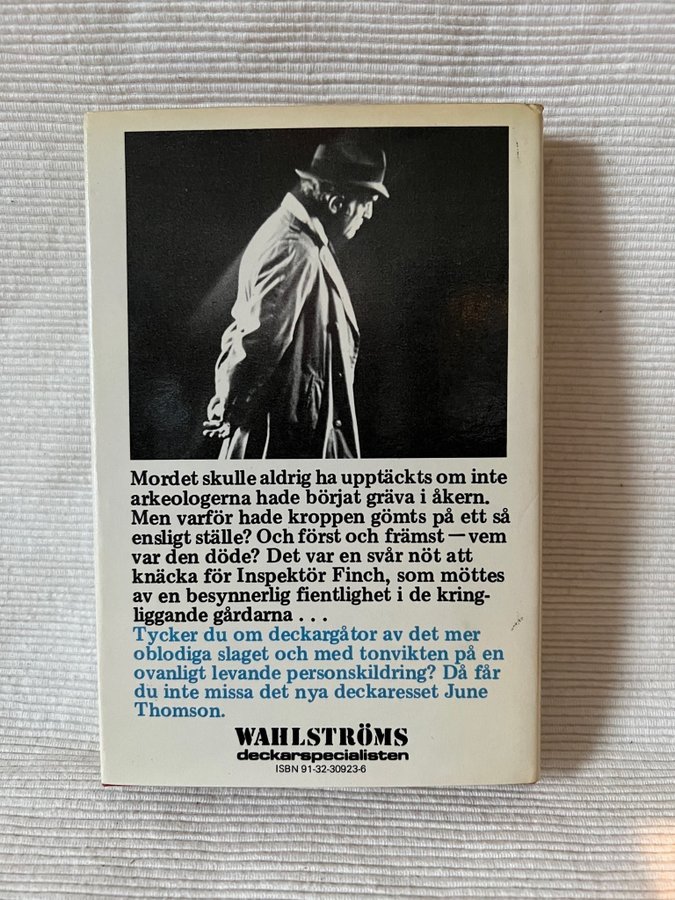 Mordet skulle aldrig ha upptäckts om inte
arkeologerna hade börjat gräva i åkern.
Men varför hade kroppen gömts på ett så
ensligt ställe? Och först och främst — vem
var den döde? Det var en svår nöt att
knäcka för Inspektör Finch, som möttes
av en besynnerlig fientlighet i de kring-
liggande gårdarna . . .
Tycker du om deckargåtor av det mer
oblodiga slaget och med tonvikten på en
ovanligt levande personskildring? Då får
du inte missa det nya deckaresset June
Thomson.
WAHLSTRÖMS
deckarspecialisten
ISBN 91-32-30923-6